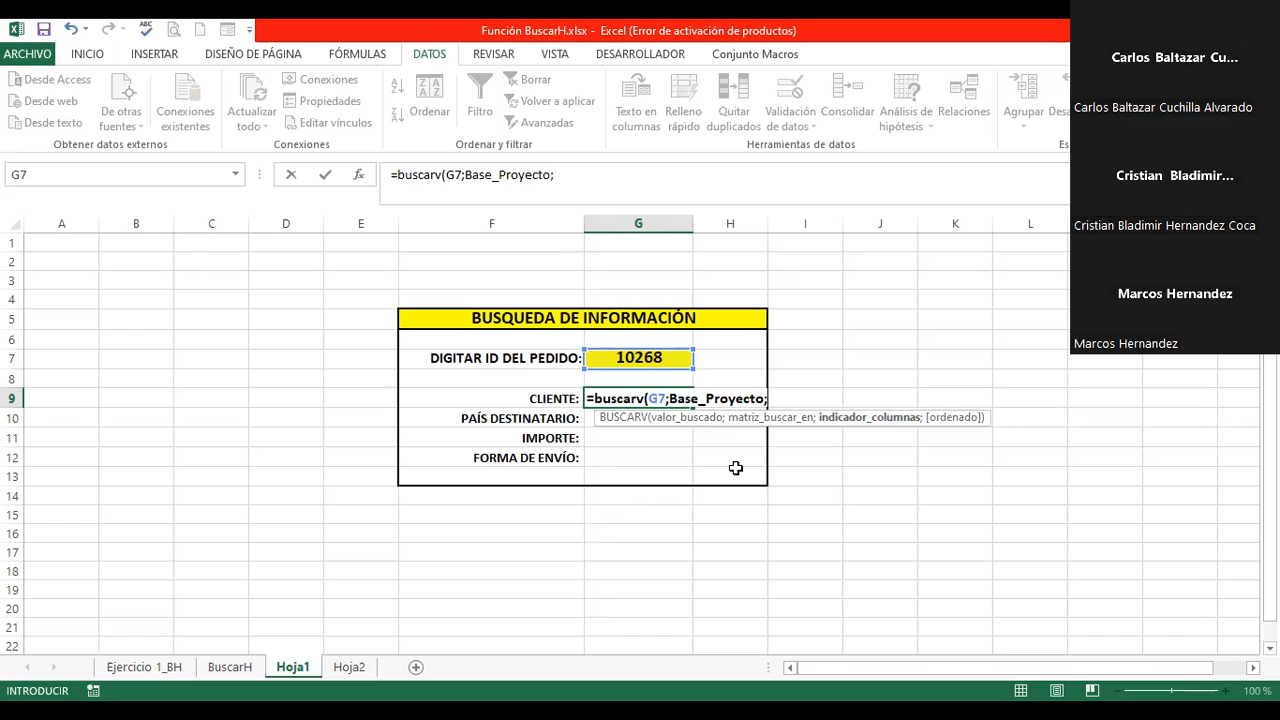 Función BuscarH.xlsx - Excel (Error de activación de productos)
ARCHIVO INICIO INSERTAR DISEÑO DE PÁGINA FÓRMULAS DATOS REVISAR VISTA DESARROLLADOR Conjunto Macros
Desde Access
Desde web
Desde texto
De otras fuentes
Conexiones existentes
Obtener datos externos
Actualizar todo
Conexiones
Propiedades
Editar vínculos
Conexiones
Ordenar
Filtro
Borrar
Volver a aplicar
Avanzadas
Ordenar y filtrar
Texto en columnas
Relleno rápido
Quitar duplicados
Validación de datos
Consolidar
Análisis de hipótesis
Relaciones
Herramientas de datos
Agrupar
Desa
Es
G7
=buscarv(G7;Base_Proyecto;
A B C D E F G H I J K L
1
2
3
4
5 BUSQUEDA DE INFORMACIÓN
6
7 DIGITAR ID DEL PEDIDO: 10268
8
9 CLIENTE: =buscarv(G7;Base_Proyecto;
10 PAÍS DESTINATARIO: BUSCARV(valor_buscado; matriz_buscar_en; indicador_columnas; [ordenado])
11 IMPORTE:
12 FORMA DE ENVÍO:
13
14
15
16
17
18
19
20
21
22
Ejercicio 1_BH BuscarH Hoja1 Hoja2
INTRODUCIR
100 %
Carlos Baltazar Cu...
Carlos Baltazar Cuchilla Alvarado
Cristian Bladimir...
Cristian Bladimir Hernandez Coca
Marcos Hernandez
Marcos Hernandez